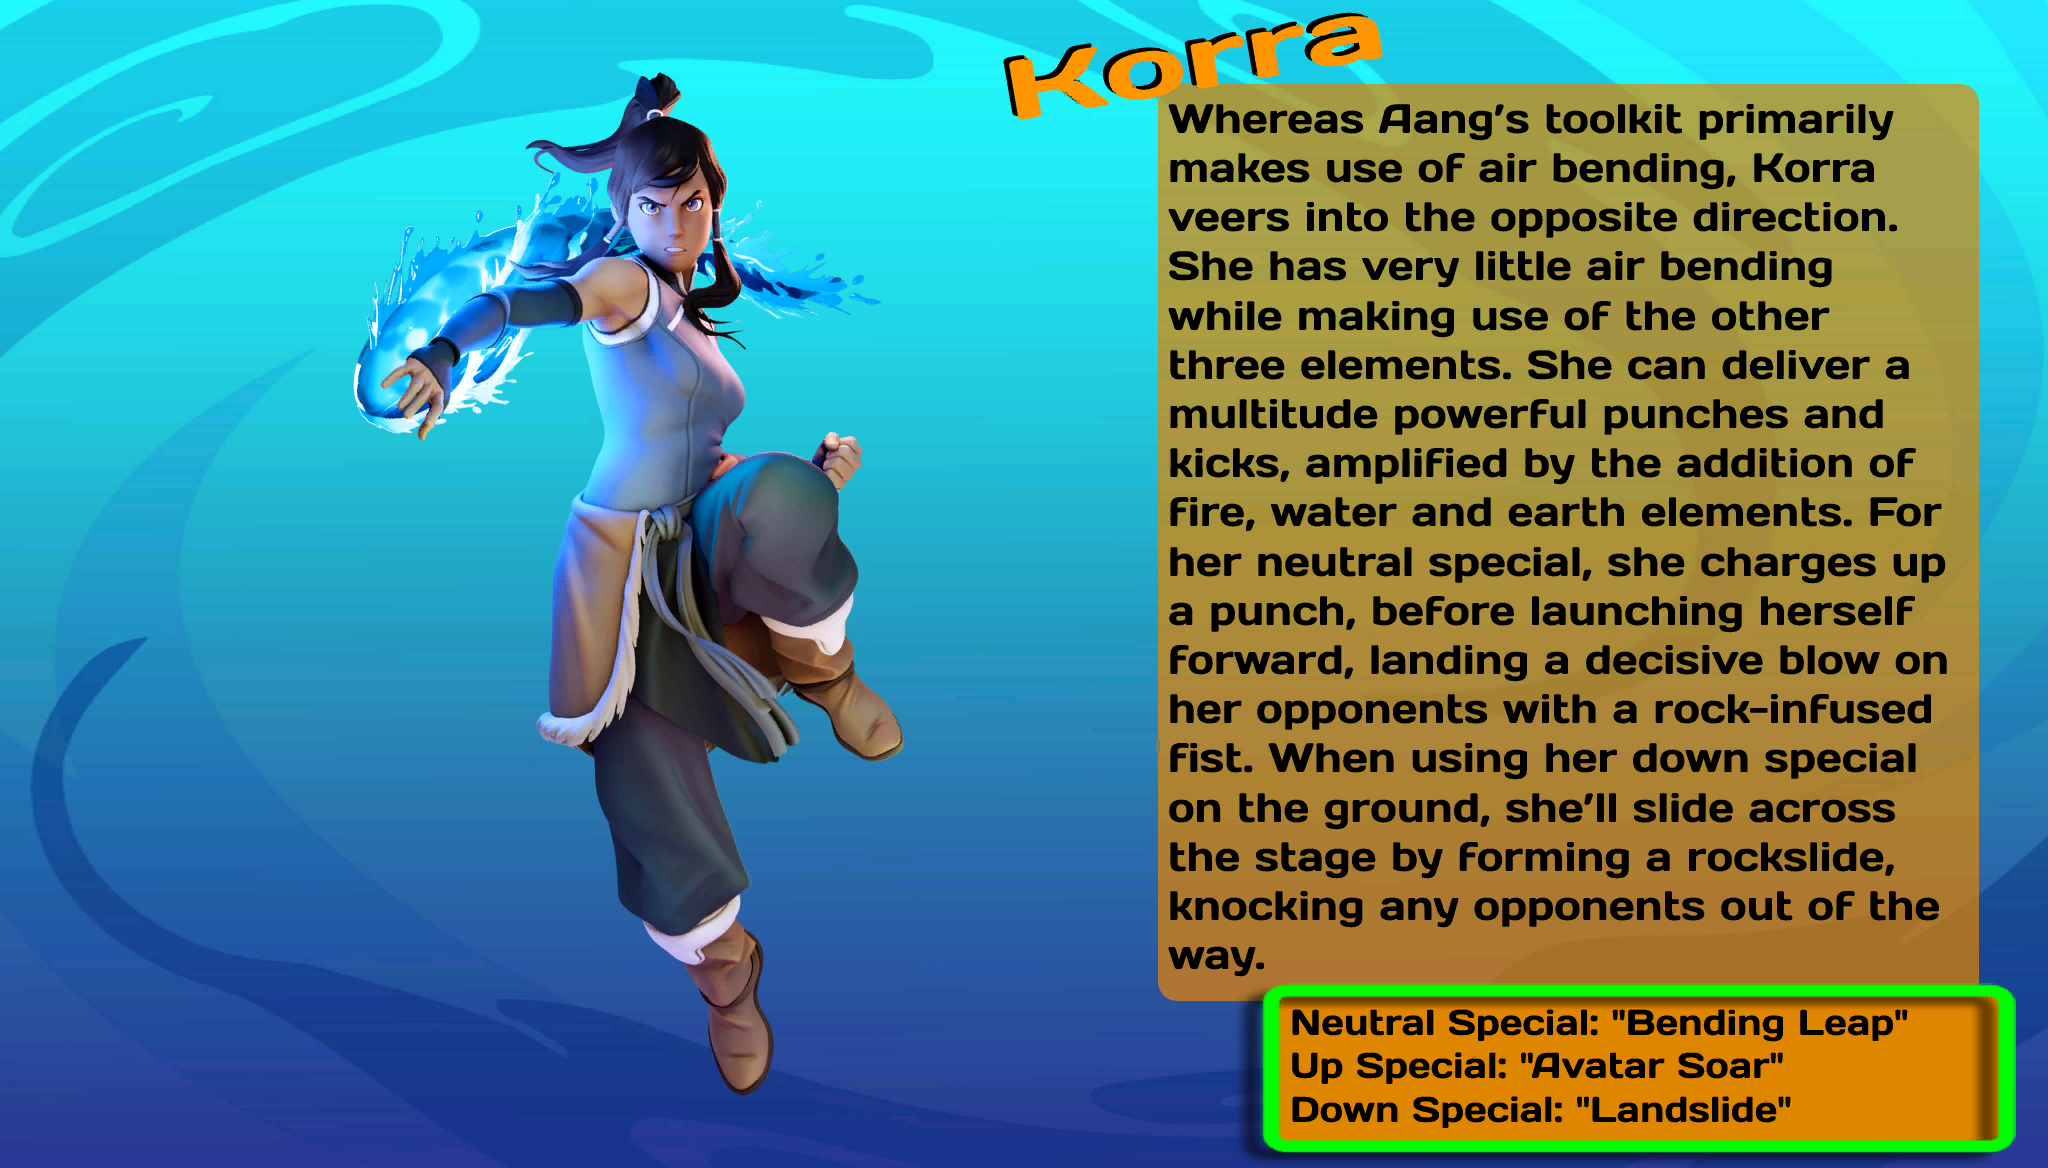 Korra
Whereas Aang's toolkit primarily
makes use of air bending, Korra
veers into the opposite direction.
She has very little air bending
while making use of the other
three elements. She can deliver a
multitude powerful punches and
kicks, amplified by the addition of
fire, water and earth elements. For
her neutral special, she charges up
a punch, before launching herself
forward, landing a decisive blow on
her opponents with a rock-infused
fist. When using her down special
on the ground, she'll slide across
the stage by forming a rockslide,
knocking any opponents out of the
way.
Neutral Special: "Bending Leap"
Up Special: "Avatar Soar"
Down Special: "Landslide"